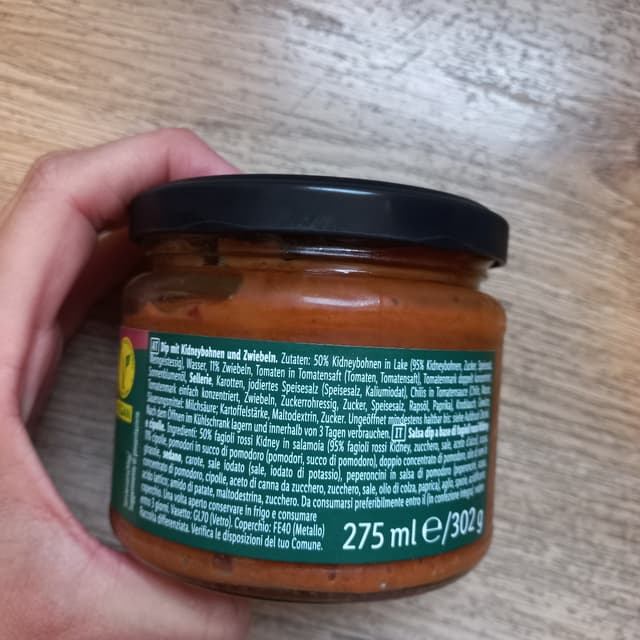 AT Dip mit Kidneybohnen und Zwiebeln. Zutaten: 50% Kidneybohnen in Lake (95% Kidneybohnen, Zucker,
Wasser, 11% Zwiebeln, Tomaten in Tomatensaft (Tomaten, Tomatensaft), Tomatenmark doppelt
Sellerie, Karotten, jodiertes Speisesalz (Speisesalz, Kaliumiodat), Chilis in Tomatensauce
einfach konzentriert, Zwiebeln, Zuckerrohressig, Zucker, Speisesalz, Rapsöl, Paprika,
Milchsäure; Kartoffelstärke, Maltodextrin, Zucker. Ungeöffnet mindestens haltbar bis:
Nach dem Öffnen im Kühlschrank lagern und innerhalb von 3 Tagen verbrauchen. IT Salsa dip a base di fagioli
e cipolle. Ingredienti: 50% fagioli rossi Kidney in salamoia (95% fagioli rossi Kidney, zucchero,
11% cipolle, pomodori in succo di pomodoro (pomodori, succo di pomodoro), doppio concentrato di pomodoro,
sedano, carote, sale iodato (sale, iodato di potassio), peperoncini in salsa di pomodoro
concentrato di pomodoro, cipolle, aceto di canna da zucchero, zucchero, sale, olio di colza, paprica), aglio,
acido lattico; amido di patate, maltodestrina, zucchero. Da consumarsi preferibilmente entro il
Una volta aperto conservare in frigo e consumare
entro 3 giorni. Vasetto: GL70 (Vetro). Coperchio: FE40 (Metallo)
Raccolta differenziata. Verifica le disposizioni del tuo Comune.
275 ml e/302 g